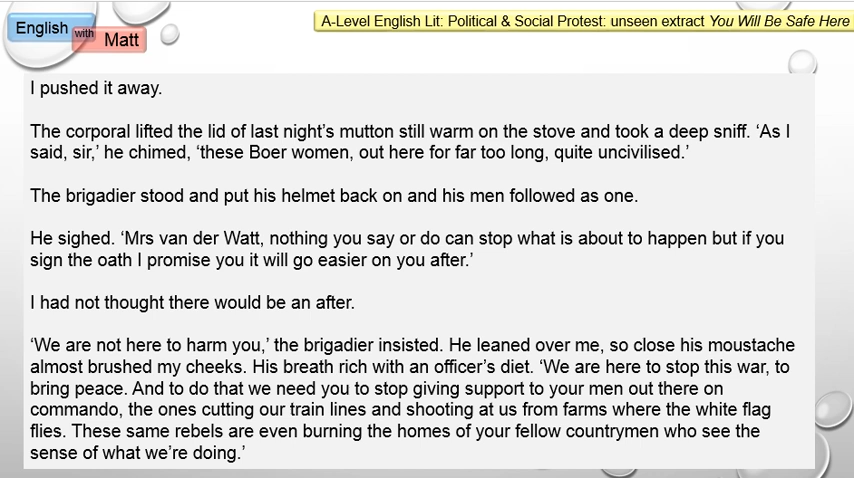 English with Matt
A-Level English Lit: Political & Social Protest: unseen extract You Will Be Safe Here
I pushed it away.
The corporal lifted the lid of last night’s mutton still warm on the stove and took a deep sniff. ‘As I
said, sir,’ he chimed, ‘these Boer women, out here for far too long, quite uncivilised.’
The brigadier stood and put his helmet back on and his men followed as one.
He sighed. ‘Mrs van der Watt, nothing you say or do can stop what is about to happen but if you
sign the oath I promise you it will go easier on you after.’
I had not thought there would be an after.
‘We are not here to harm you,’ the brigadier insisted. He leaned over me, so close his moustache
almost brushed my cheeks. His breath rich with an officer’s diet. ‘We are here to stop this war, to
bring peace. And to do that we need you to stop giving support to your men out there on
commando, the ones cutting our train lines and shooting at us from farms where the white flag
flies. These same rebels are even burning the homes of your fellow countrymen who see the
sense of what we’re doing.’